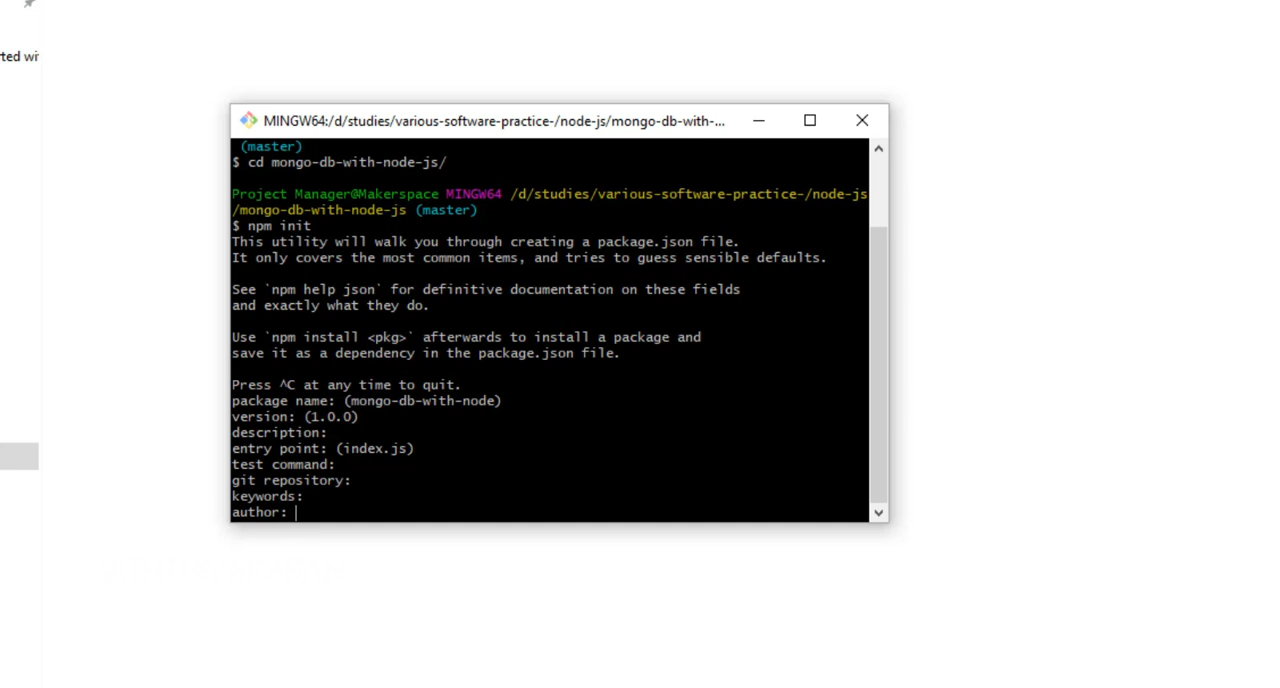 rted wir
MINGW64:/d/studies/various-software-practice-/node-js/mongo-db-with-...
(master)
$ cd mongo-db-with-node-js/
Project Manager@Makerspace MINGW64 /d/studies/various-software-practice-/node-js
/mongo-db-with-node-js (master)
$ npm init
This utility will walk you through creating a package.json file.
It only covers the most common items, and tries to guess sensible defaults.
See `npm help json` for definitive documentation on these fields
and exactly what they do.
Use `npm install <pkg>` afterwards to install a package and
save it as a dependency in the package.json file.
Press ^C at any time to quit.
package name: (mongo-db-with-node)
version: (1.0.0)
description:
entry point: (index.js)
test command:
git repository:
keywords:
author: